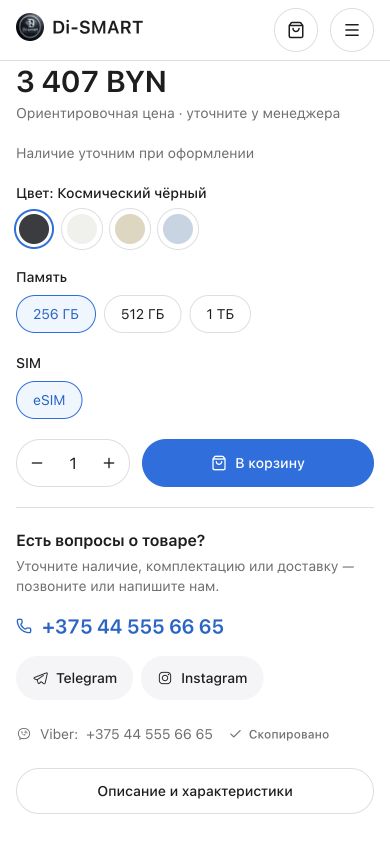 Di-SMART
3 407 BYN
Ориентировочная цена · уточните у менеджера
Наличие уточним при оформлении
Цвет: Космический чёрный
Память
256 ГБ 512 ГБ 1 ТБ
SIM
eSIM
− 1 + В корзину
Есть вопросы о товаре?
Уточните наличие, комплектацию или доставку —
позвоните или напишите нам.
+375 44 555 66 65
Telegram Instagram
Viber: +375 44 555 66 65 Скопировано
Описание и характеристики